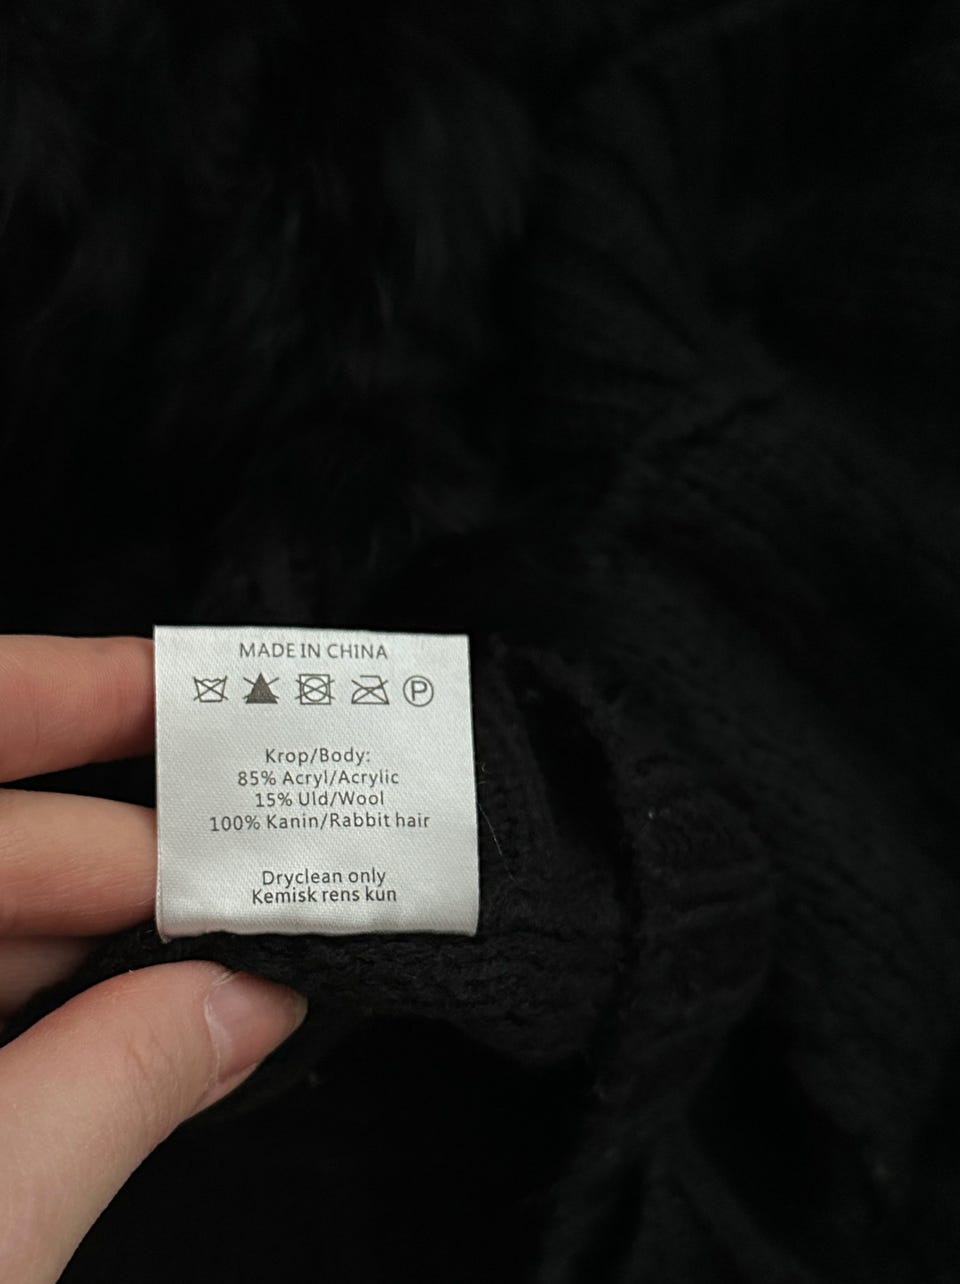 MADE IN CHINA
P
Krop/Body:
85% Acryl/Acrylic
15% Uld/Wool
100% Kanin/Rabbit hair
Dryclean only
Kemisk rens kun